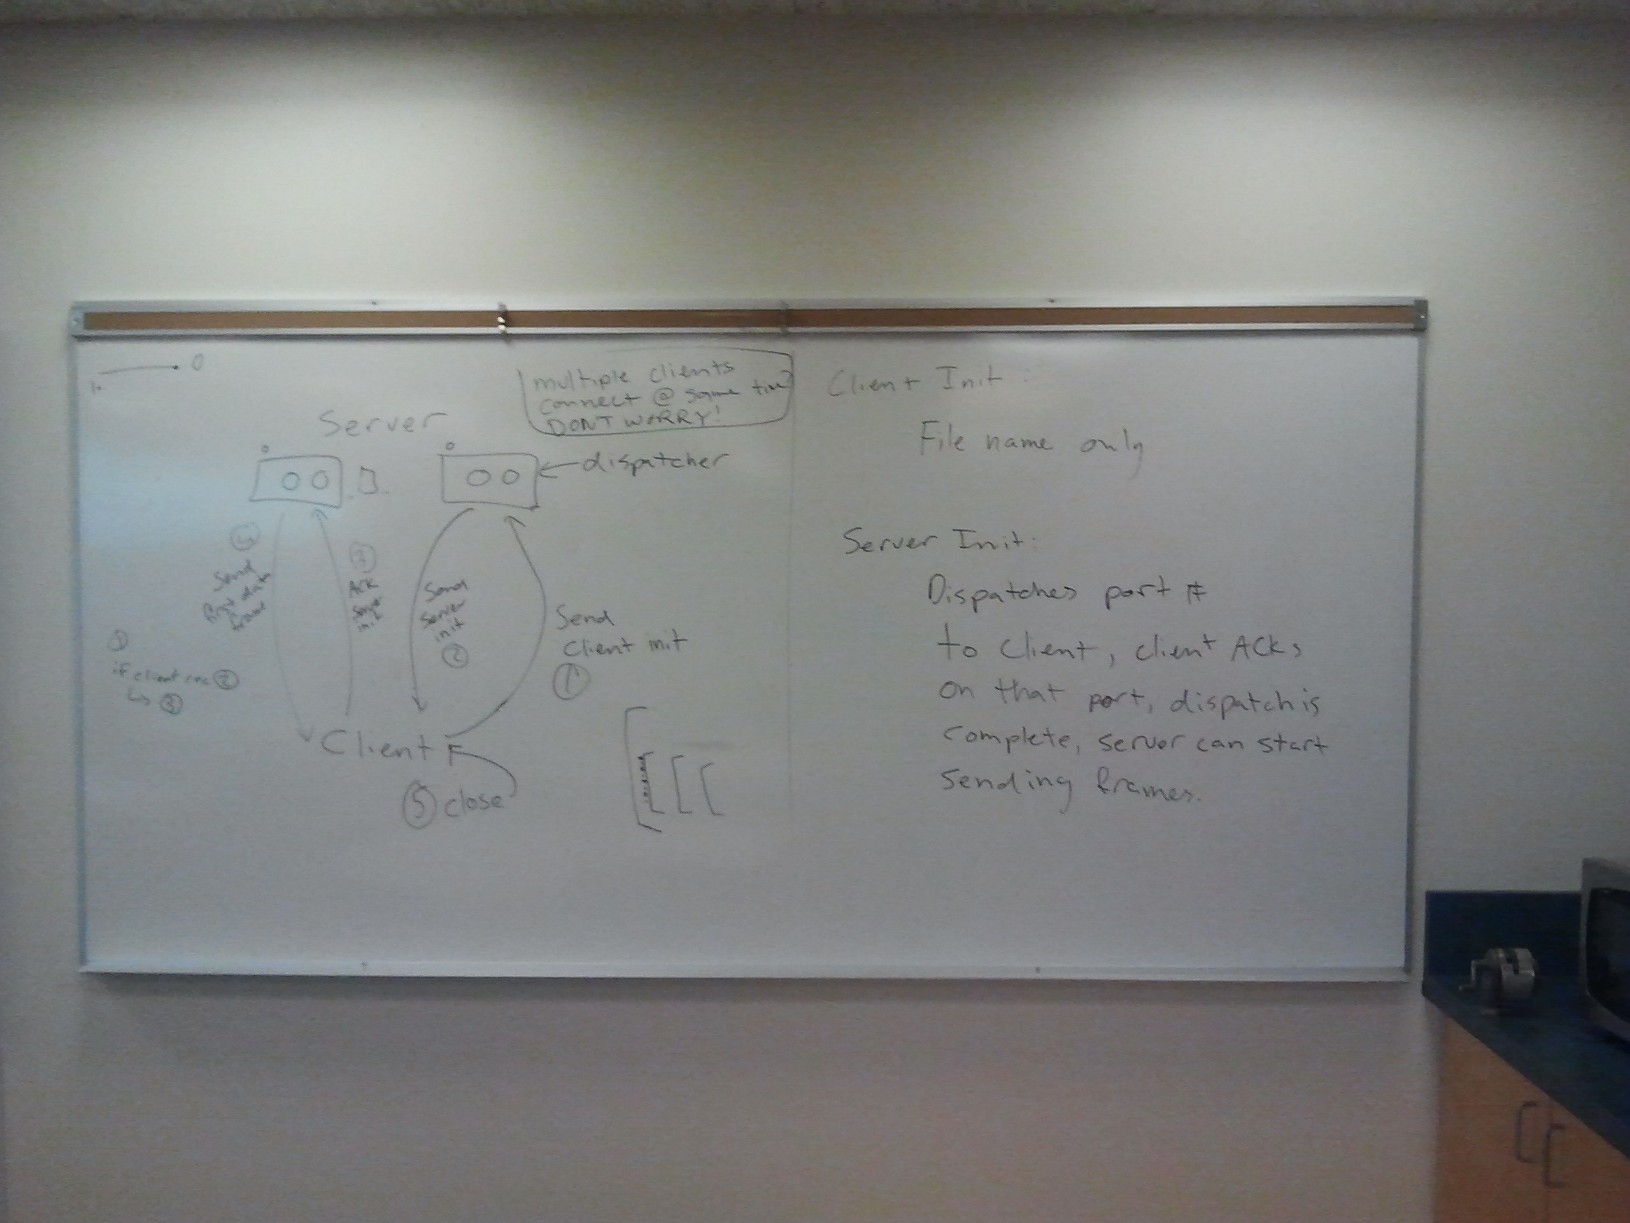 multiple clients
connect @ same time
DONT WORRY!
Server
← dispatcher
④
Send
first data
frame
③
Ack
init
Send
Server
init
②
Send
Client init
①
①
if client rec ②
↳ ③
Client
⑤ close
Client Init:
File name only
Server Init:
Dispatches port #
to Client, client ACKs
on that port, dispatch is
complete, server can start
sending frames.